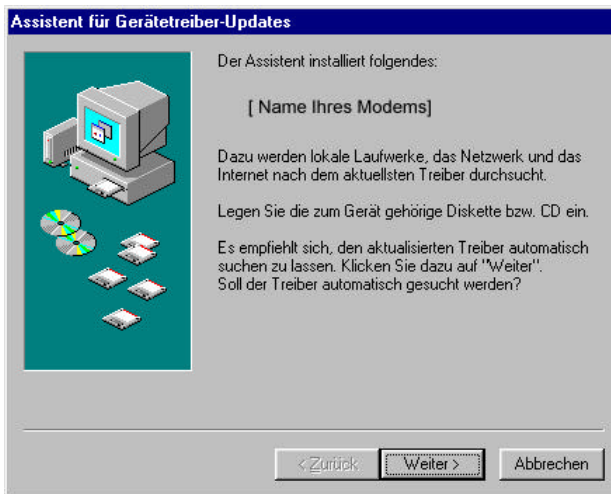 Assistent für Gerätetreiber-Updates
Der Assistent installiert folgendes:
[ Name Ihres Modems]
Dazu werden lokale Laufwerke, das Netzwerk und das
Internet nach dem aktuellsten Treiber durchsucht.
Legen Sie die zum Gerät gehörige Diskette bzw. CD ein.
Es empfiehlt sich, den aktualisierten Treiber automatisch
suchen zu lassen. Klicken Sie dazu auf "Weiter".
Soll der Treiber automatisch gesucht werden?
< Zurück
Weiter >
Abbrechen